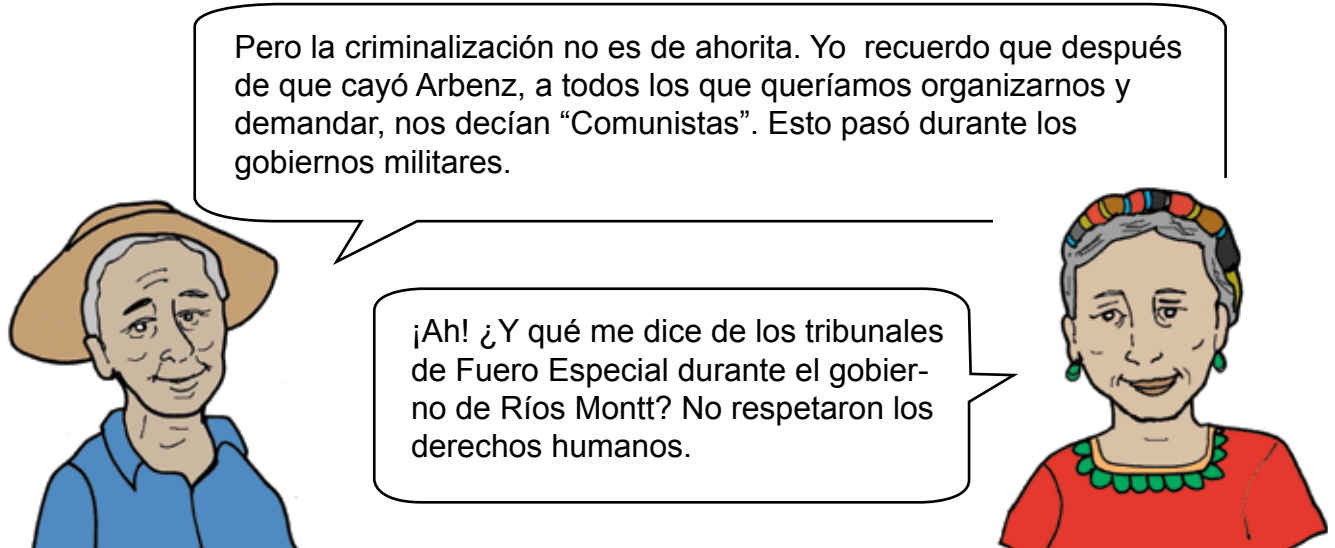 Pero la criminalización no es de ahorita. Yo recuerdo que después
de que cayó Arbenz, a todos los que queríamos organizarnos y
demandar, nos decían “Comunistas”. Esto pasó durante los
gobiernos militares.
¡Ah! ¿Y qué me dice de los tribunales
de Fuero Especial durante el gobier-
no de Ríos Montt? No respetaron los
derechos humanos.